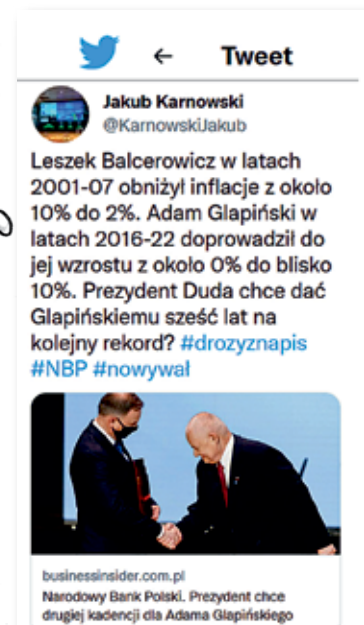 ← Tweet
Jakub Karnowski
@KarnowskiJakub
Leszek Balcerowicz w latach
2001-07 obniżył inflacje z około
10% do 2%. Adam Glapiński w
latach 2016-22 doprowadził do
jej wzrostu z około 0% do blisko
10%. Prezydent Duda chce dać
Glapińskiemu sześć lat na
kolejny rekord? #drozyznapis
#NBP #nowywał
businessinsider.com.pl
Narodowy Bank Polski. Prezydent chce
drugiej kadencji dla Adama Glapińskiego